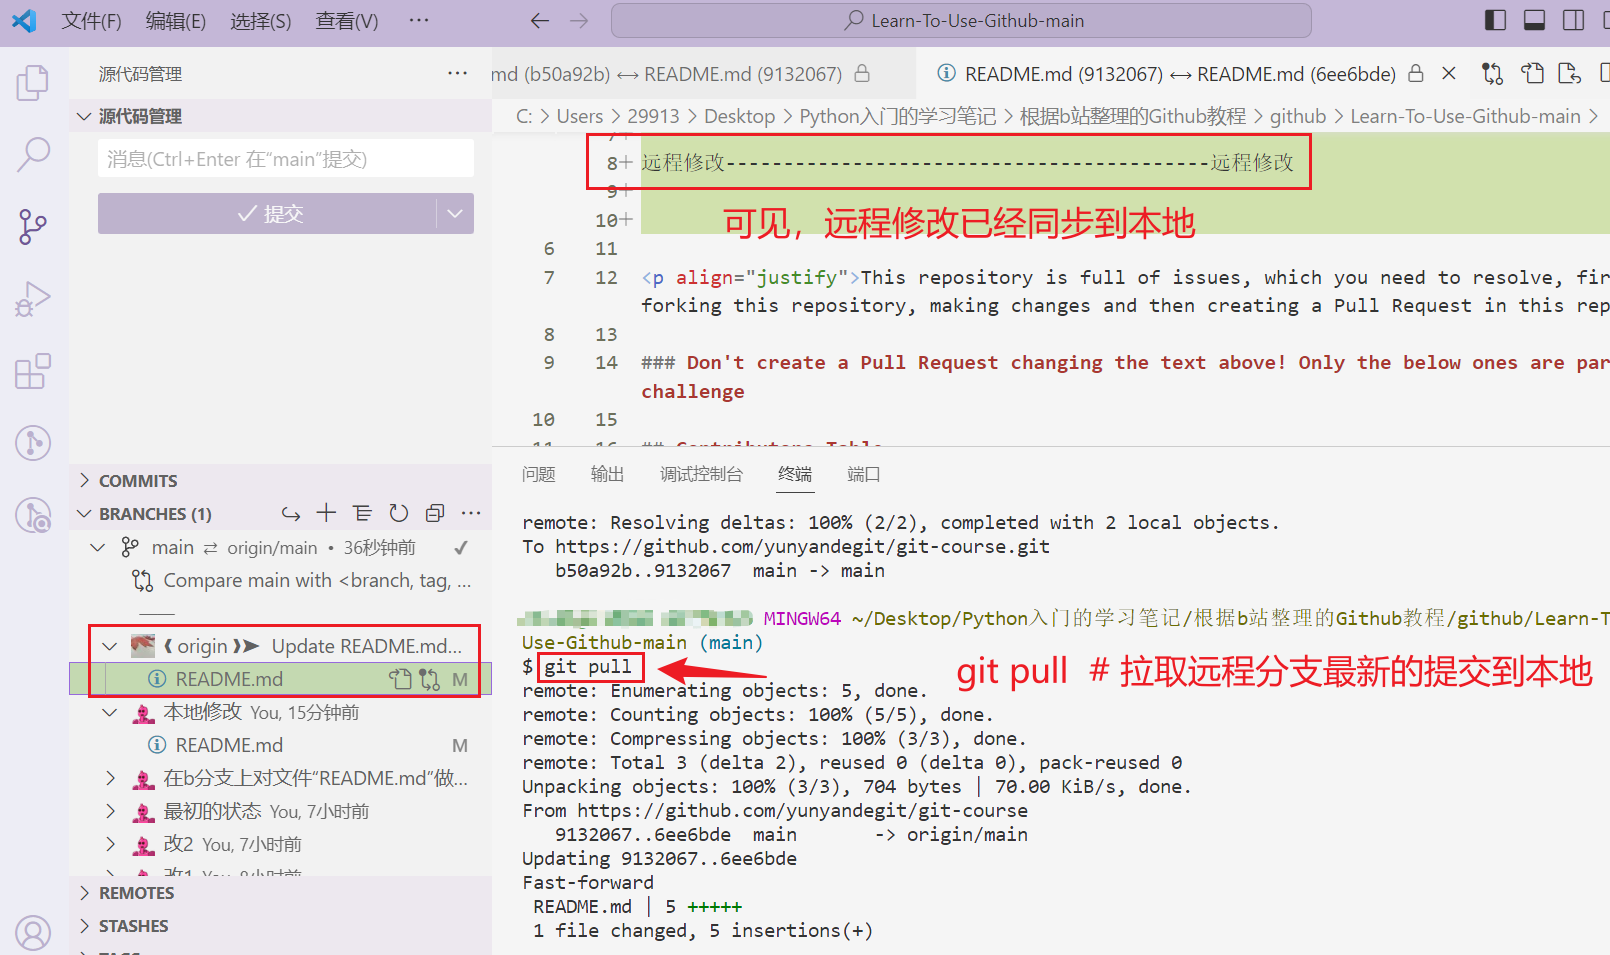 文件(F) 编辑(E) 选择(S) 查看(V) ··· Learn-To-Use-Github-main
源代码管理 ···
md (b50a92b) ⟷ README.md (9132067)
README.md (9132067) ⟷ README.md (6ee6bde)
源代码管理
C: > Users > 29913 > Desktop > Python入门的学习笔记 > 根据b站整理的Github教程 > github > Learn-To-Use-Github-main >
消息(Ctrl+Enter 在“main”提交)
提交
8+ 远程修改------------------------------------------远程修改
9+
10+
可见，远程修改已经同步到本地
6 11
7 12 <p align="justify">This repository is full of issues, which you need to resolve, fir
forking this repository, making changes and then creating a Pull Request in this rep
8 13
9 14 ### Don't create a Pull Request changing the text above! Only the below ones are par
challenge
10 15
11 16 ## Contributors Table
COMMITS
BRANCHES (1) ···
main ⇄ origin/main • 36秒钟前 ✓
Compare main with <branch, tag, ...
origin Update README.md...
README.md M
本地修改 You, 15分钟前
README.md M
在b分支上对文件“README.md”做...
最初的状态 You, 7小时前
改2 You, 7小时前
改1 You, 8小时前
REMOTES
STASHES
TAGS
问题 输出 调试控制台 终端 端口
remote: Resolving deltas: 100% (2/2), completed with 2 local objects.
To https://github.com/yunyandegit/git-course.git
b50a92b..9132067 main -> main
MINGW64 ~/Desktop/Python入门的学习笔记/根据b站整理的Github教程/github/Learn-T
Use-Github-main (main)
$ git pull
git pull # 拉取远程分支最新的提交到本地
remote: Enumerating objects: 5, done.
remote: Counting objects: 100% (5/5), done.
remote: Compressing objects: 100% (3/3), done.
remote: Total 3 (delta 2), reused 0 (delta 0), pack-reused 0
Unpacking objects: 100% (3/3), 704 bytes | 70.00 KiB/s, done.
From https://github.com/yunyandegit/git-course
9132067..6ee6bde main -> origin/main
Updating 9132067..6ee6bde
Fast-forward
README.md | 5 +++++
1 file changed, 5 insertions(+)